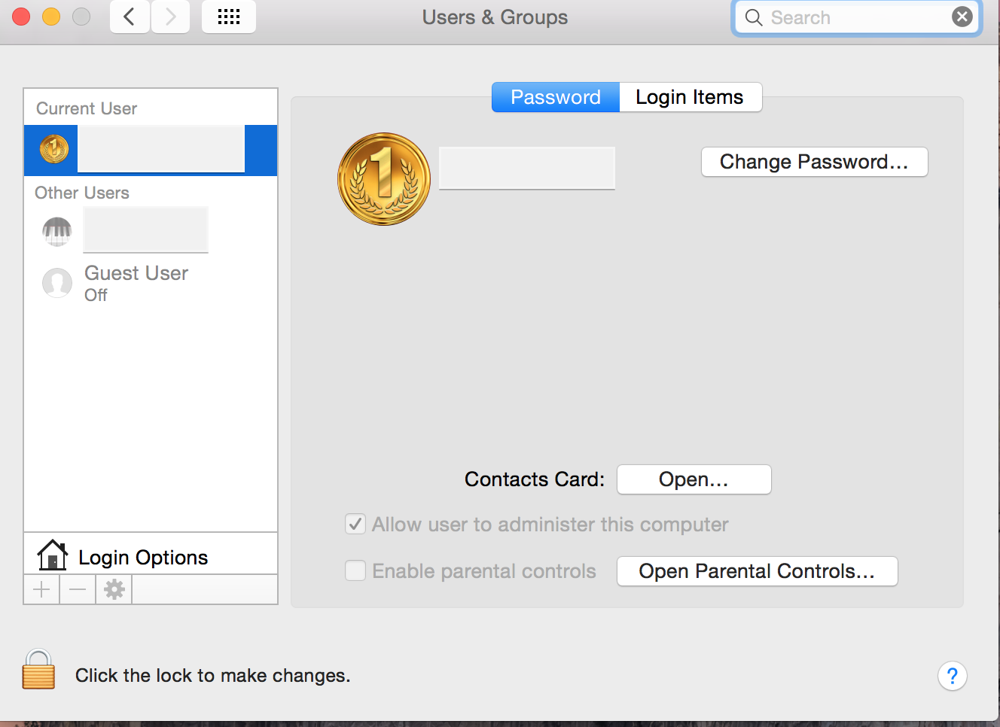 Users & Groups
Search
Current User
1
Other Users
Guest User
Off
Login Options
Password
Login Items
1
Change Password...
Contacts Card:
Open...
Allow user to administer this computer
Enable parental controls
Open Parental Controls...
Click the lock to make changes.
?